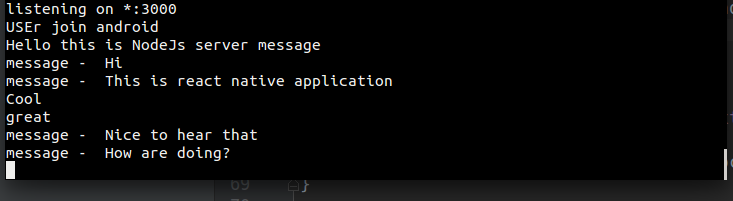 listening on *:3000
USEr join android
Hello this is NodeJs server message
message -  Hi
message -  This is react native application
Cool
great
message -  Nice to hear that
message -  How are doing?
69 }